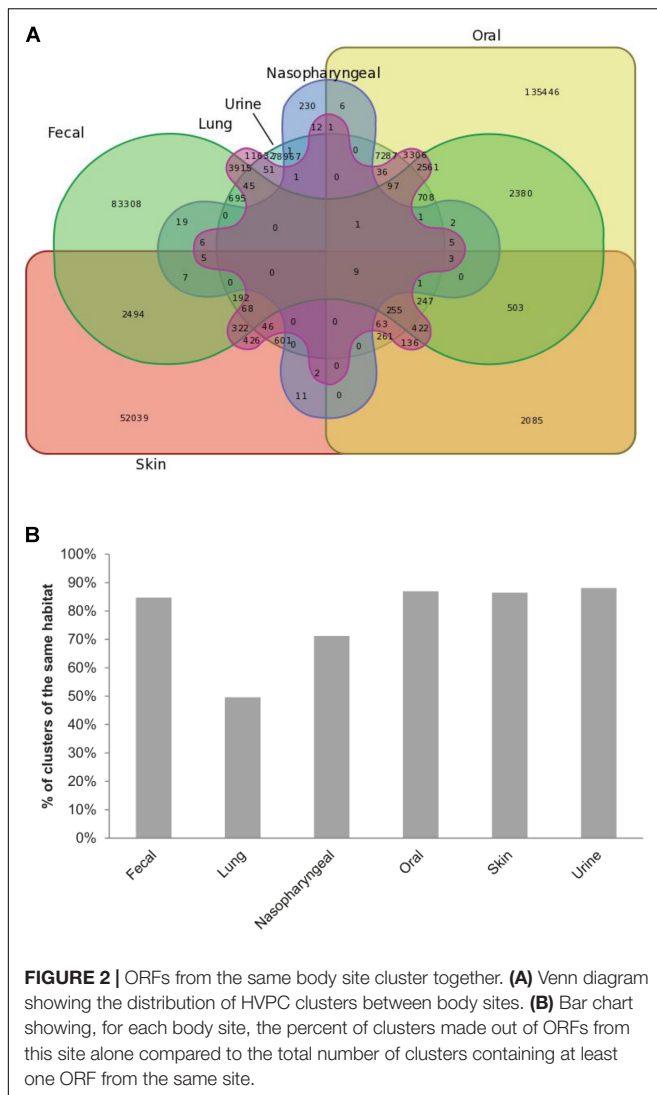 A
Oral
Nasopharyngeal
230 6
135446
Urine
12 1
Lung
Fecal
1 0
11632 78967 7287 3306
3915 51 36 2561
1 0
45 97
2380
83308
695 708
19 0 0 1 1 2
6 5
5 3
7 0 0 9 1 0
192 247
2494 68 255 503
322 46 0 0 63 422
426 601 0 0 261 136
2 0
11 0
52039
2085
Skin
B
100%
90%
80%
70%
60%
50%
40%
30%
20%
10%
0%
% of clusters of the same habitat
Fecal
Lung
Nasopharyngeal
Oral
Skin
Urine
FIGURE 2 | ORFs from the same body site cluster together. (A) Venn diagram
showing the distribution of HVPC clusters between body sites. (B) Bar chart
showing, for each body site, the percent of clusters made out of ORFs from
this site alone compared to the total number of clusters containing at least
one ORF from the same site.